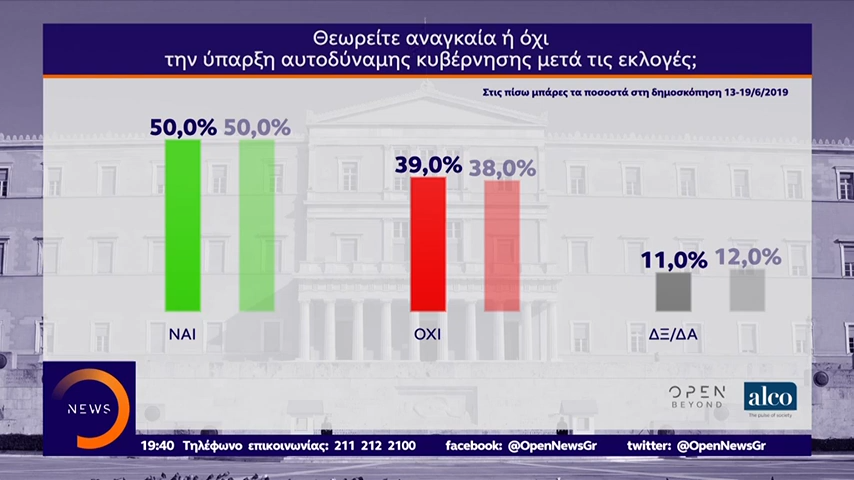 Θεωρείτε αναγκαία ή όχι
την ύπαρξη αυτοδύναμης κυβέρνησης μετά τις εκλογές;
Στις πίσω μπάρες τα ποσοστά στη δημοσκόπηση 13-19/6/2019
50,0% 50,0%
39,0% 38,0%
11,0% 12,0%
ΝΑΙ ΟΧΙ ΔΞ/ΔΑ
OPEN
BEYOND
alco
The pulse of society
NEWS
19:40 Τηλέφωνο επικοινωνίας: 211 212 2100 facebook: @OpenNewsGr twitter: @OpenNewsGr